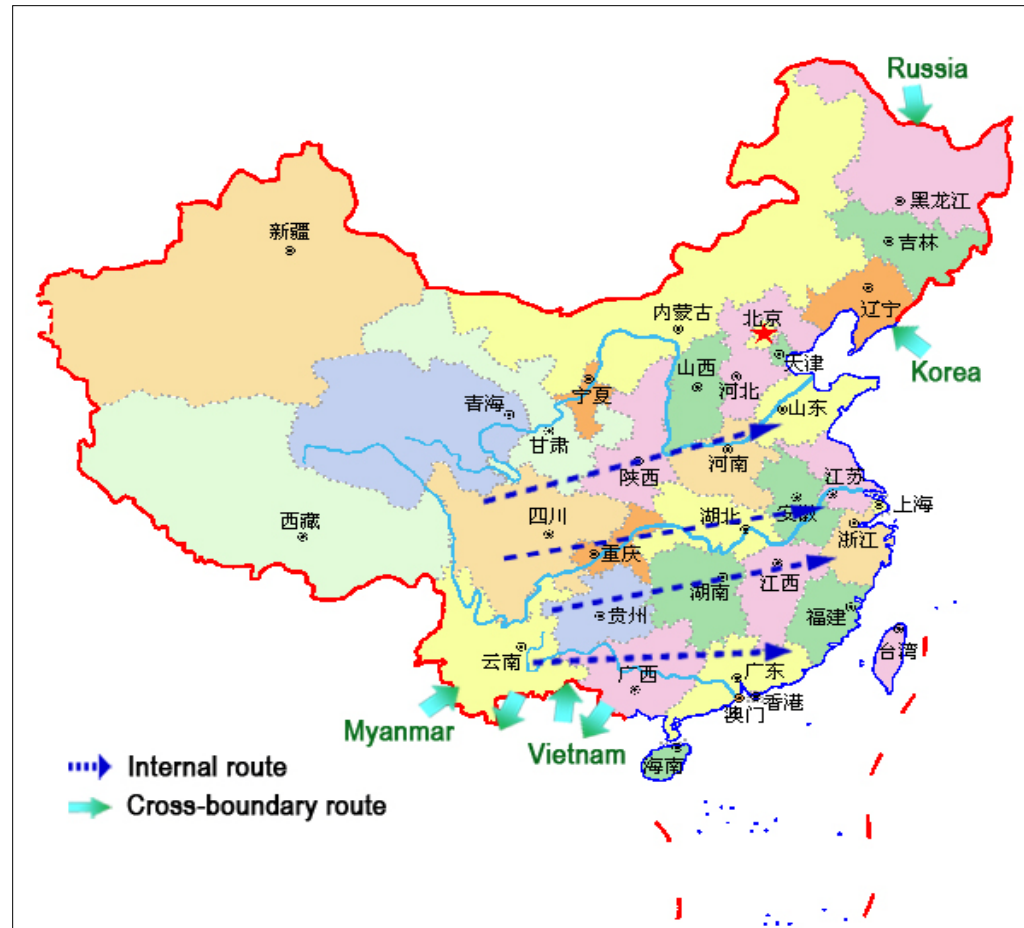 Russia
黑龙江
新疆
吉林
辽宁
内蒙古
北京
天津
Korea
山西
河北
宁夏
青海
山东
甘肃
河南
陕西
江苏
四川
湖北
安徽
上海
西藏
浙江
重庆
江西
湖南
贵州
福建
云南
台湾
广西
广东
香港
澳门
Myanmar
Vietnam
海南
Internal route
Cross-boundary route